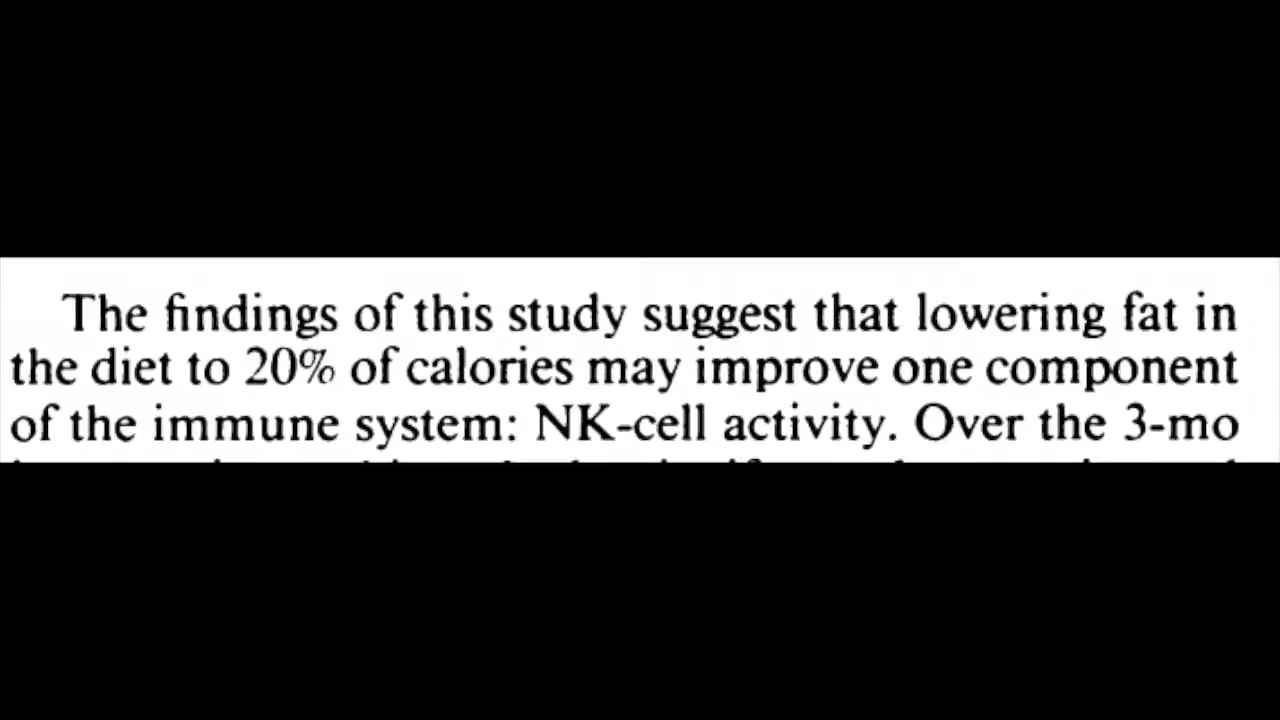 The findings of this study suggest that lowering fat in
the diet to 20% of calories may improve one component
of the immune system: NK-cell activity. Over the 3-mo